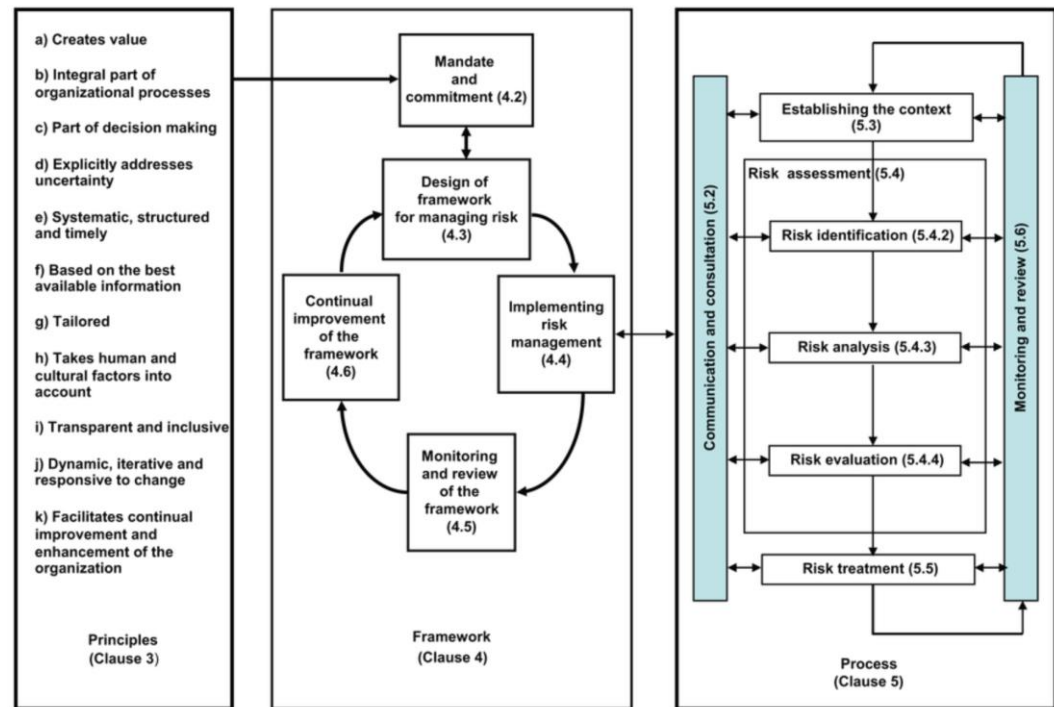 a) Creates value
b) Integral part of
organizational processes
c) Part of decision making
d) Explicitly addresses
uncertainty
e) Systematic, structured
and timely
f) Based on the best
available information
g) Tailored
h) Takes human and
cultural factors into
account
i) Transparent and inclusive
j) Dynamic, iterative and
responsive to change
k) Facilitates continual
improvement and
enhancement of the
organization
Principles
(Clause 3)
Mandate
and
commitment (4.2)
Design of
framework
for managing risk
(4.3)
Implementing
risk
management
(4.4)
Monitoring
and review
of the
framework
(4.5)
Continual
improvement
of the
framework
(4.6)
Framework
(Clause 4)
Communication and consultation (5.2)
Establishing the context
(5.3)
Risk assessment (5.4)
Risk identification (5.4.2)
Risk analysis (5.4.3)
Risk evaluation (5.4.4)
Risk treatment (5.5)
Monitoring and review (5.6)
Process
(Clause 5)